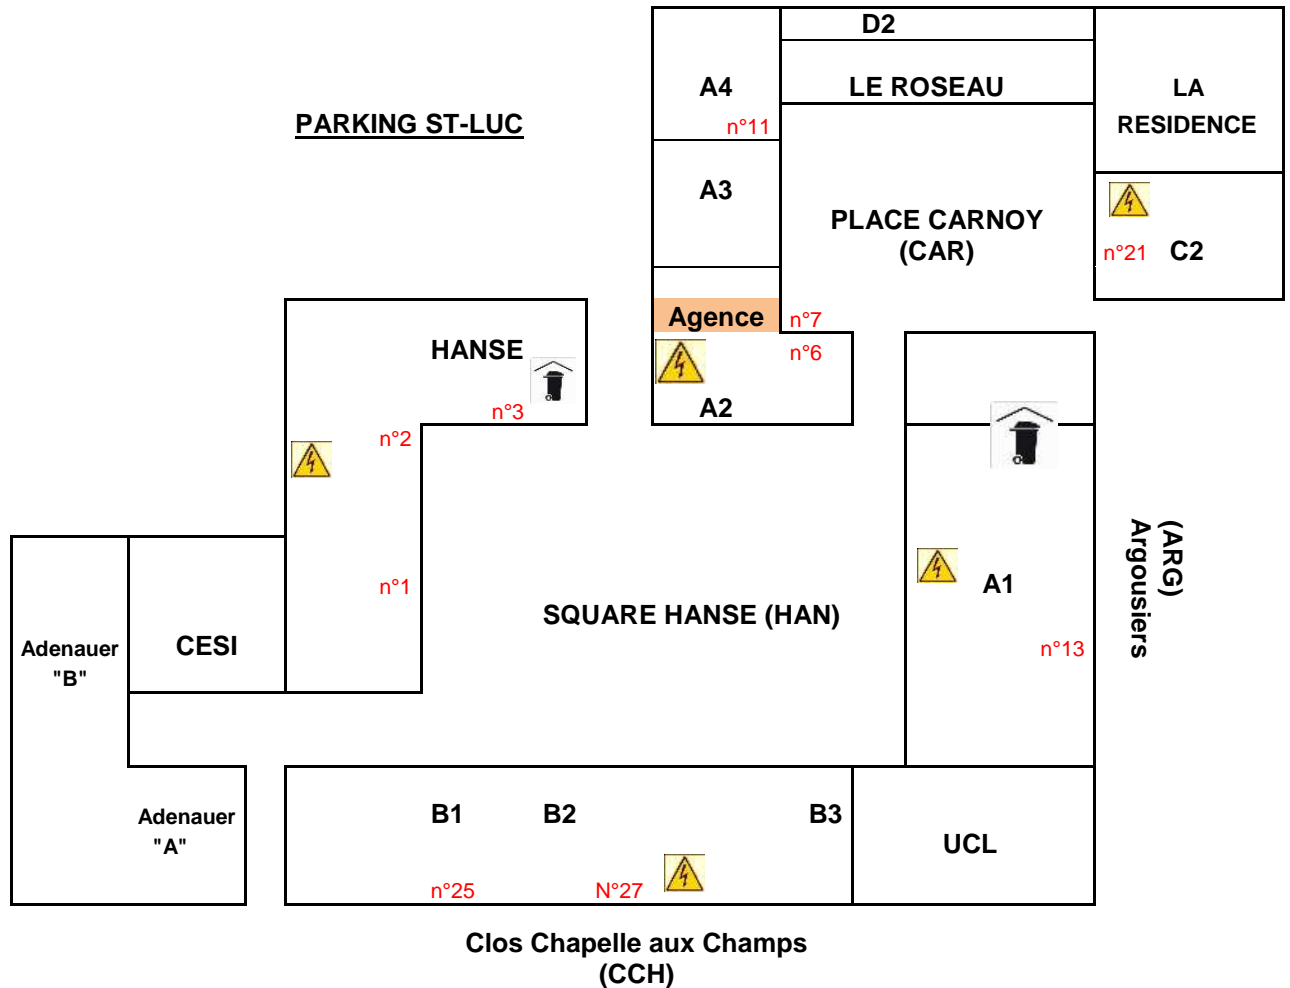 D2
A4
LE ROSEAU
LA
RESIDENCE
PARKING ST-LUC
n°11
A3
PLACE CARNOY
(CAR)
n°21
C2
Agence
n°7
HANSE
n°6
n°3
A2
n°2
(ARG)
Argousiers
n°1
A1
SQUARE HANSE (HAN)
Adenauer
"B"
CESI
n°13
B1
B2
B3
Adenauer
"A"
UCL
n°25
N°27
Clos Chapelle aux Champs
(CCH)